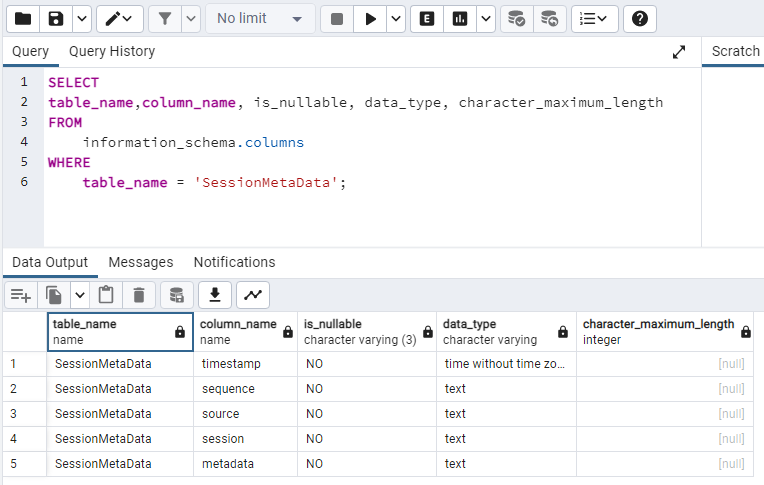 No limit
Query Query History Scratch
1 SELECT
2 table_name,column_name, is_nullable, data_type, character_maximum_length
3 FROM
4 information_schema.columns
5 WHERE
6 table_name = 'SessionMetaData';
Data Output Messages Notifications
table_name column_name is_nullable data_type character_maximum_length
name name character varying (3) character varying integer
1 SessionMetaData timestamp NO time without time zo... [null]
2 SessionMetaData sequence NO text [null]
3 SessionMetaData source NO text [null]
4 SessionMetaData session NO text [null]
5 SessionMetaData metadata NO text [null]